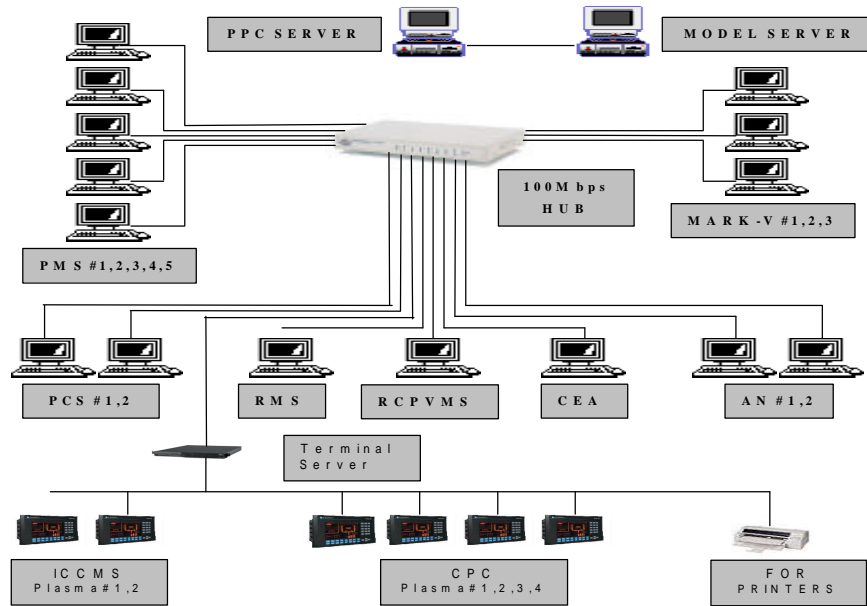 PPC SERVER
MODEL SERVER
100Mbps
HUB
MARK-V #1,2,3
PMS #1,2,3,4,5
PCS #1,2
RMS
RCPVMS
CEA
AN #1,2
Terminal
Server
ICCMS
Plasma#1,2
CPC
Plasma#1,2,3,4
FOR
PRINTERS